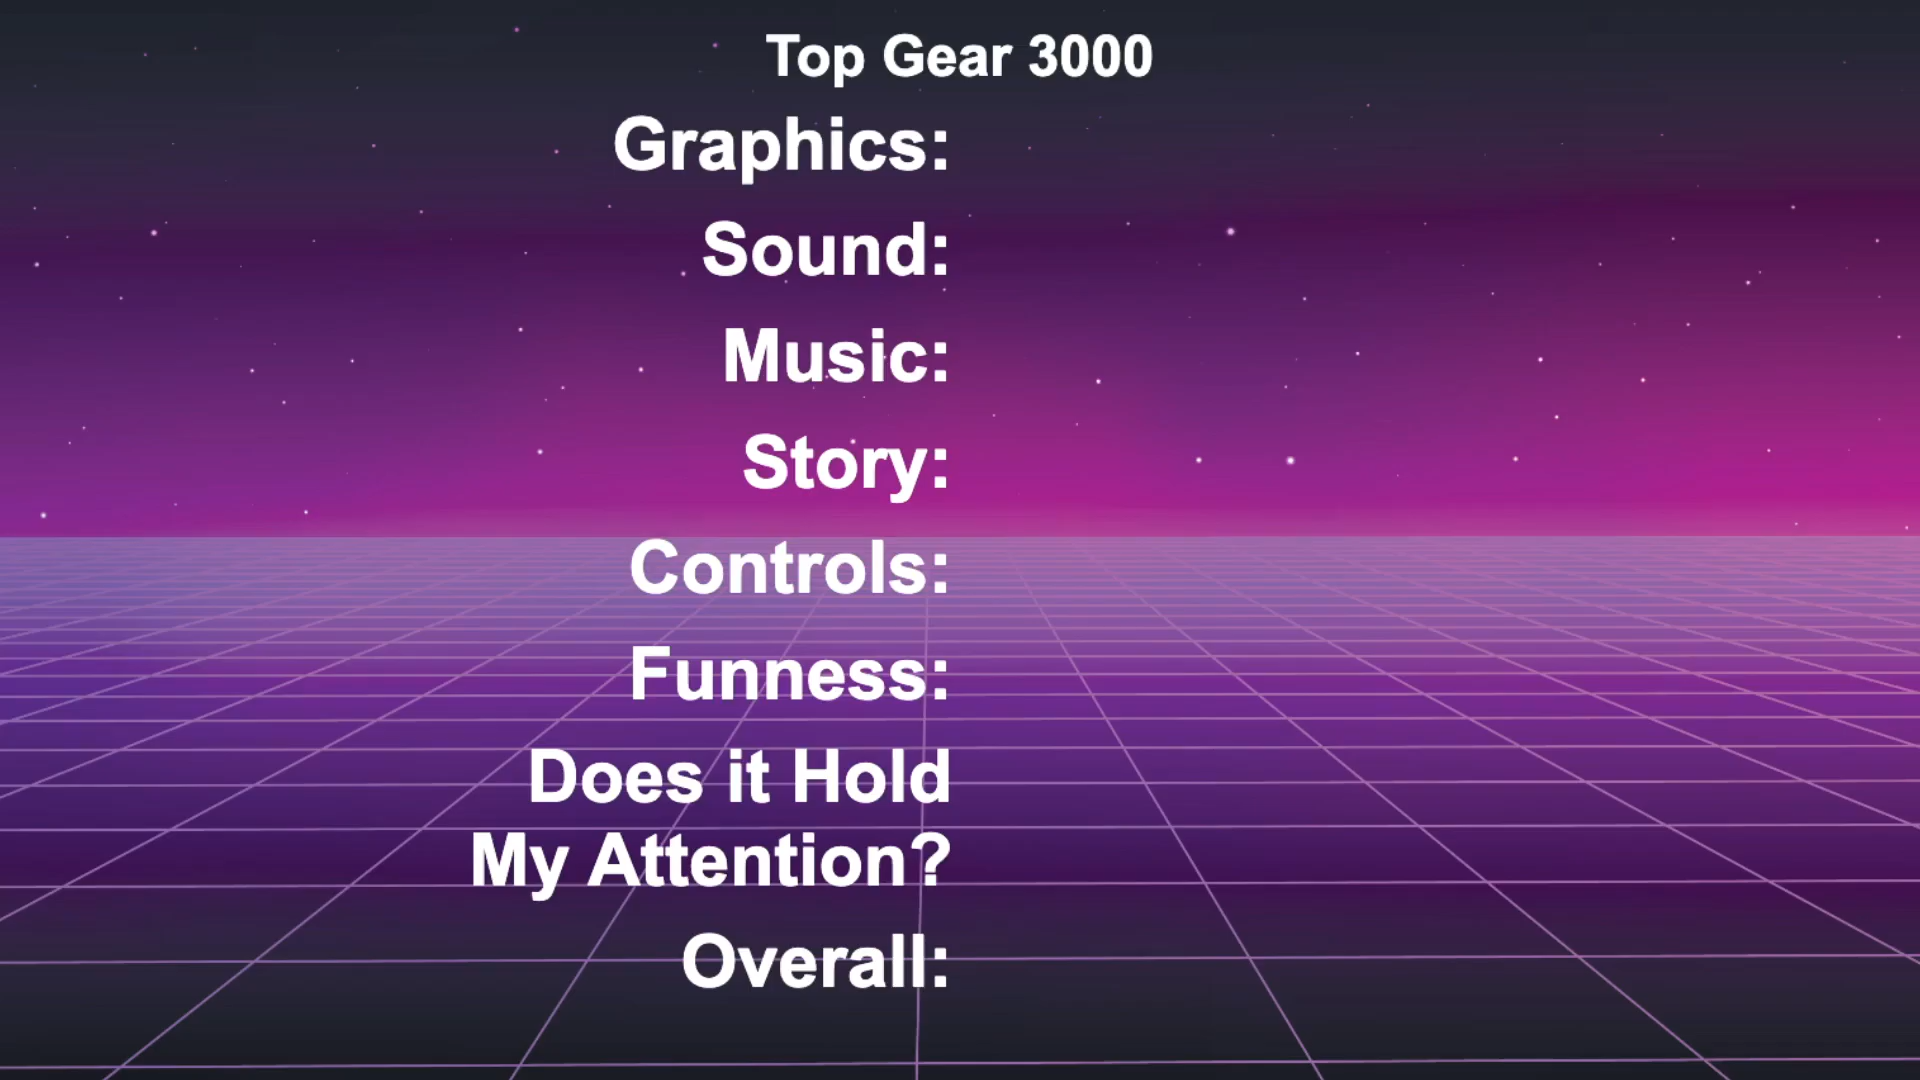 Top Gear 3000
Graphics:
Sound:
Music:
Story:
Controls:
Funness:
Does it Hold
My Attention?
Overall: